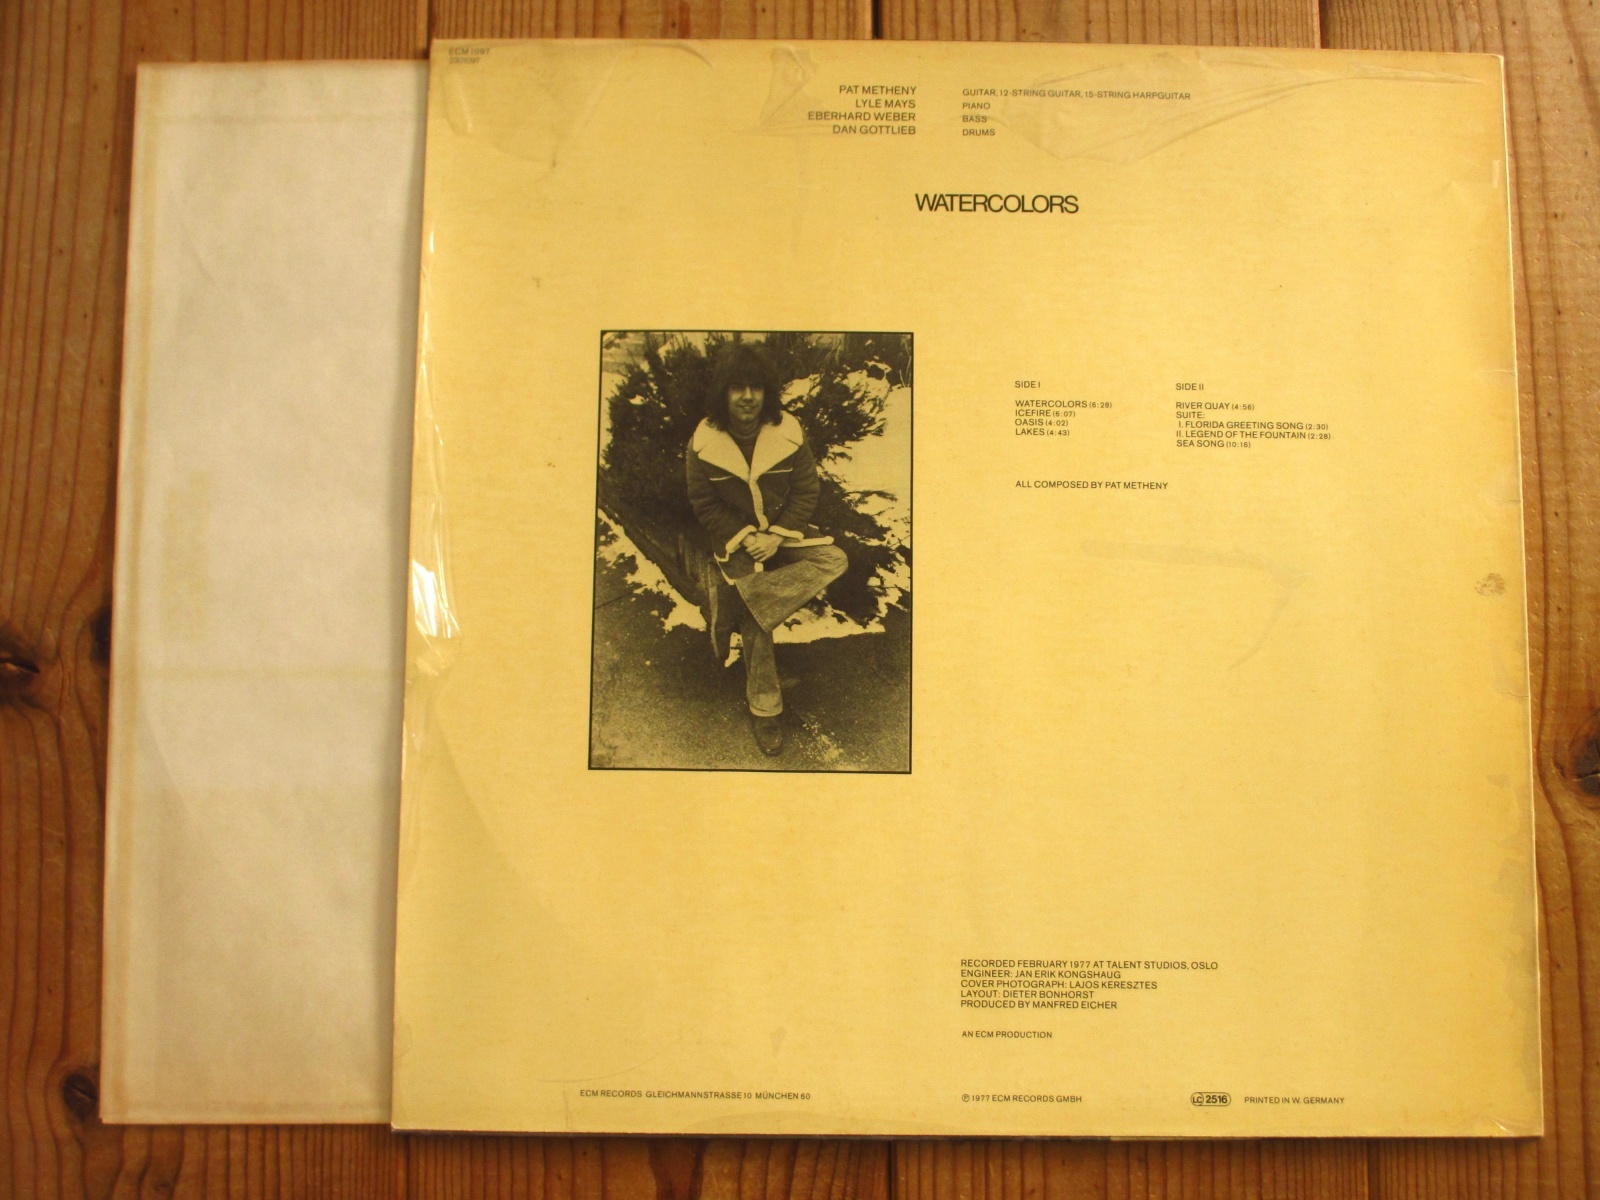 ECM 1097
PAT METHENY GUITAR, 12-STRING GUITAR, 15-STRING HARPGUITAR
LYLE MAYS PIANO
EBERHARD WEBER BASS
DAN GOTTLIEB DRUMS
WATERCOLORS
SIDE I
WATERCOLORS (6:28)
ICEFIRE (6:07)
OASIS (4:02)
LAKES (4:43)
SIDE II
RIVER QUAY (4:56)
SUITE:
I. FLORIDA GREETING SONG (2:30)
II. LEGEND OF THE FOUNTAIN (2:28)
SEA SONG (10:16)
ALL COMPOSED BY PAT METHENY
RECORDED FEBRUARY 1977 AT TALENT STUDIOS, OSLO
ENGINEER: JAN ERIK KONGSHAUG
COVER PHOTOGRAPH: LAJOS KERESZTES
LAYOUT: DIETER BONHORST
PRODUCED BY MANFRED EICHER
AN ECM PRODUCTION
ECM RECORDS GLEICHMANNSTRASSE 10 MÜNCHEN 60
℗ 1977 ECM RECORDS GMBH
LC 2516
PRINTED IN W. GERMANY